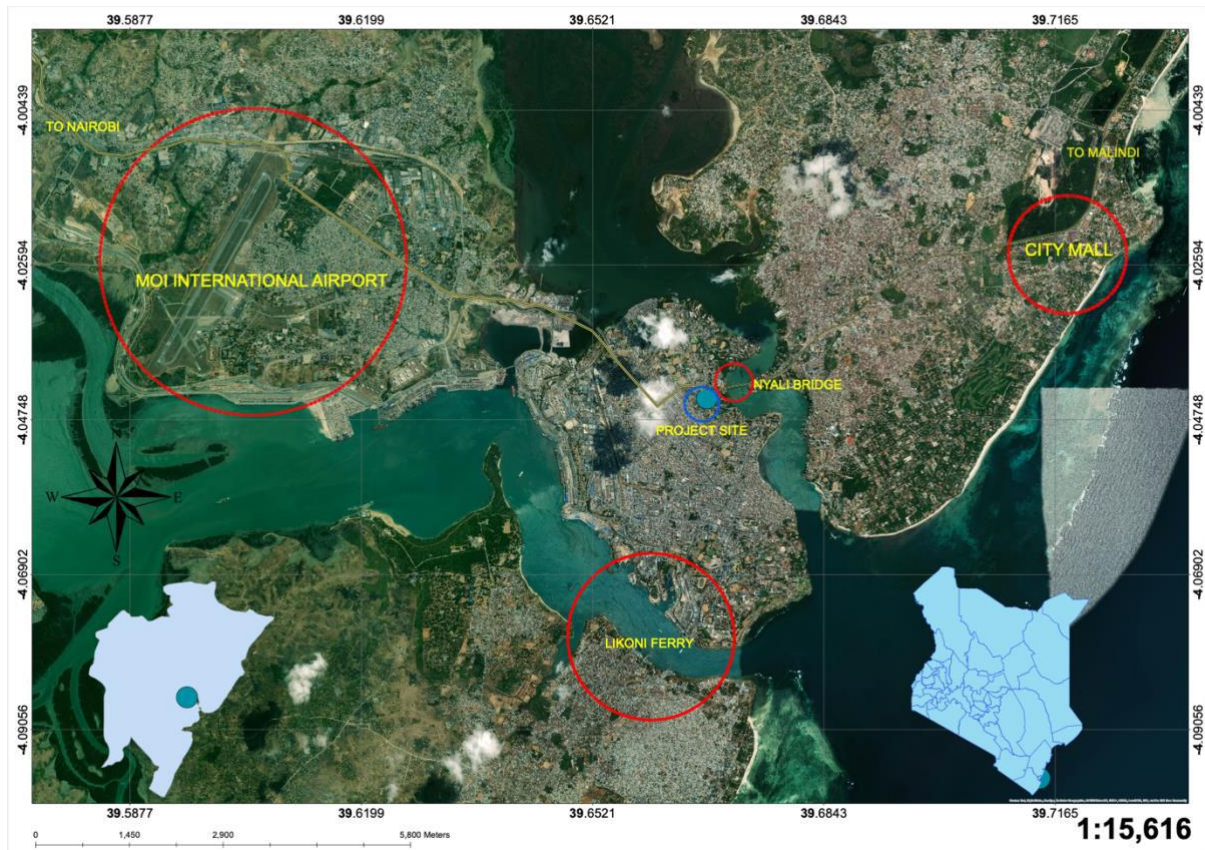 39.5877
39.6199
39.6521
39.6843
39.7165
-4.00439
-4.00439
TO NAIROBI
TO MALINDI
-4.02594
CITY MALL
-4.02594
MOI INTERNATIONAL AIRPORT
NYALI BRIDGE
-4.04748
PROJECT SITE
-4.04748
N
W
E
S
-4.06902
-4.06902
LIKONI FERRY
-4.09056
-4.09056
39.5877
39.6199
39.6521
39.6843
39.7165
0
1,450
2,900
5,800 Meters
1:15,616